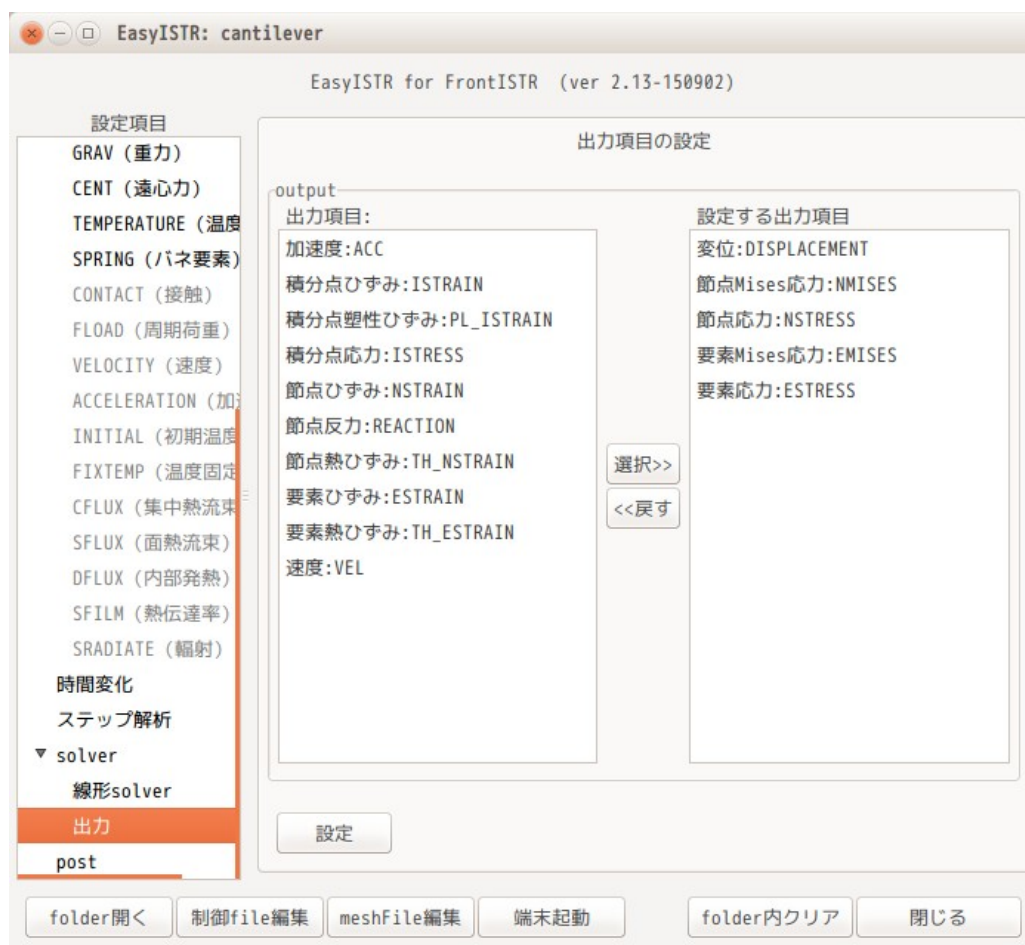 EasyISTR: cantilever
EasyISTR for FrontISTR (ver 2.13-150902)
設定項目
GRAV (重力)
CENT (遠心力)
TEMPERATURE (温度
SPRING (バネ要素)
CONTACT (接触)
FLOAD (周期荷重)
VELOCITY (速度)
ACCELERATION (加
INITIAL (初期温度
FIXTEMP (温度固定
CFLUX (集中熱流束
SFLUX (面熱流束)
DFLUX (内部発熱)
SFILM (熱伝達率)
SRADIATE (輻射)
時間変化
ステップ解析
solver
線形solver
出力
post
出力項目の設定
output
出力項目:
加速度:ACC
積分点ひずみ:ISTRAIN
積分点塑性ひずみ:PL_ISTRAIN
積分点応力:ISTRESS
節点ひずみ:NSTRAIN
節点反力:REACTION
節点熱ひずみ:TH_NSTRAIN
要素ひずみ:ESTRAIN
要素熱ひずみ:TH_ESTRAIN
速度:VEL
選択>>
<<戻す
設定する出力項目
変位:DISPLACEMENT
節点Mises応力:NMISES
節点応力:NSTRESS
要素Mises応力:EMISES
要素応力:ESTRESS
設定
folder開く
制御file編集
meshFile編集
端末起動
folder内クリア
閉じる